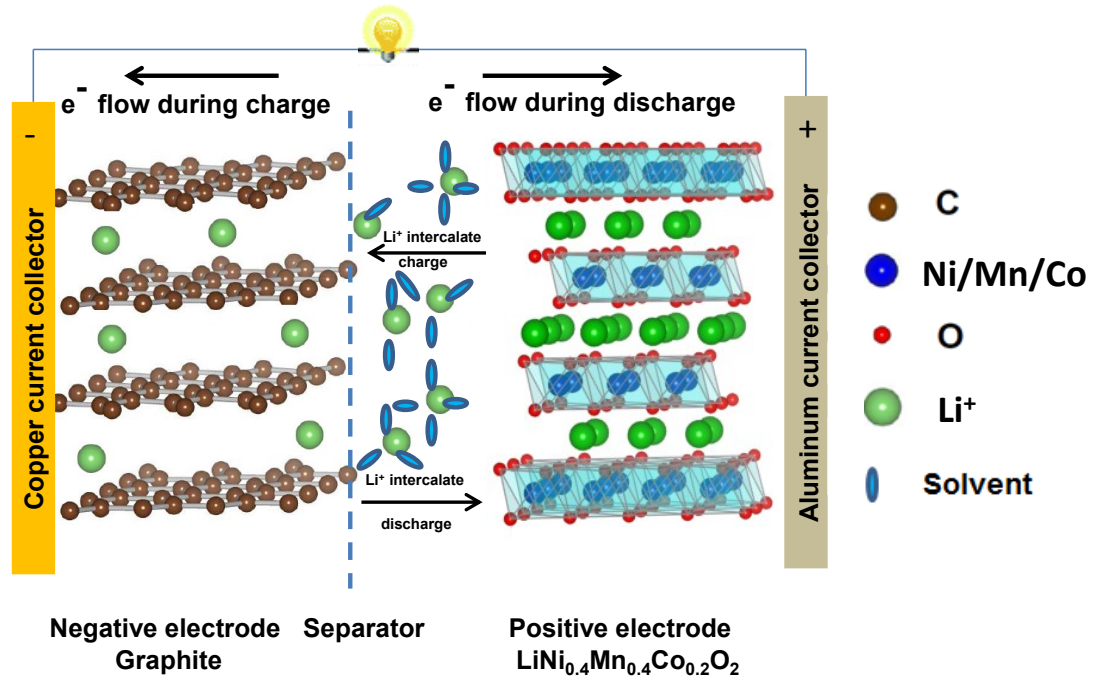 e⁻ flow during charge
e⁻ flow during discharge
-
+
Copper current collector
Aluminum current collector
Li⁺ intercalate
charge
Li⁺ intercalate
discharge
C
Ni/Mn/Co
O
Li⁺
Solvent
Negative electrode
Graphite
Separator
Positive electrode
LiNi₀.₄Mn₀.₄Co₀.₂O₂